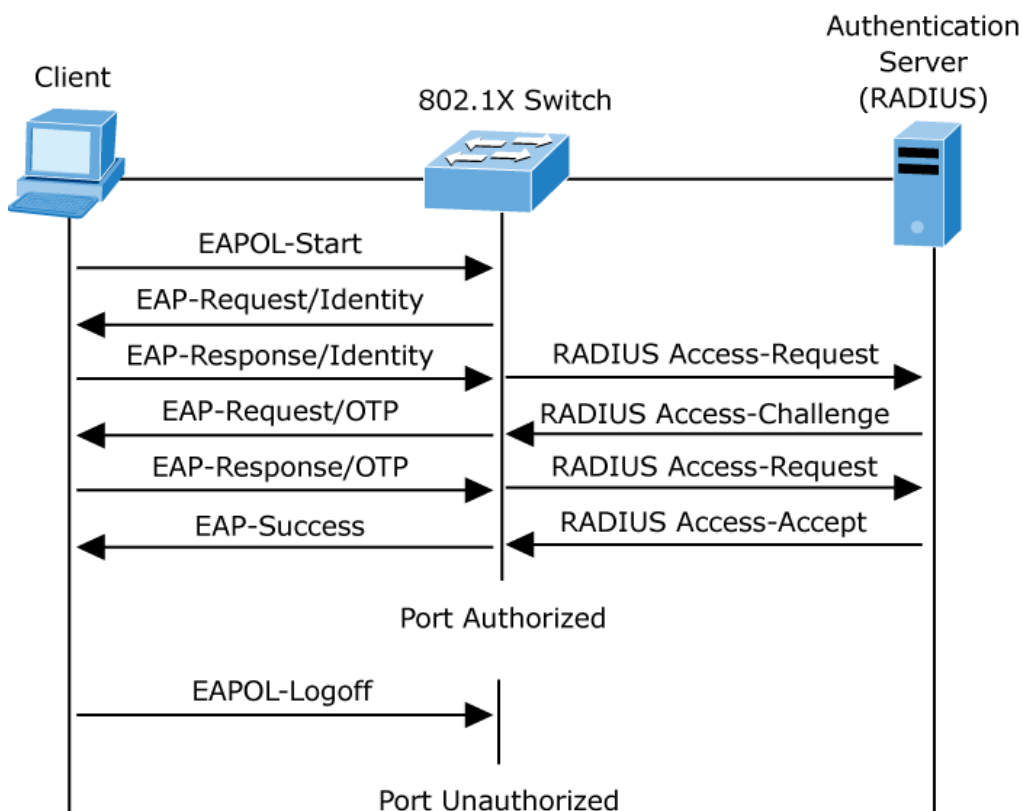 Authentication
Server
(RADIUS)
Client
802.1X Switch
EAPOL-Start
EAP-Request/Identity
EAP-Response/Identity
RADIUS Access-Request
EAP-Request/OTP
RADIUS Access-Challenge
EAP-Response/OTP
RADIUS Access-Request
EAP-Success
RADIUS Access-Accept
Port Authorized
EAPOL-Logoff
Port Unauthorized